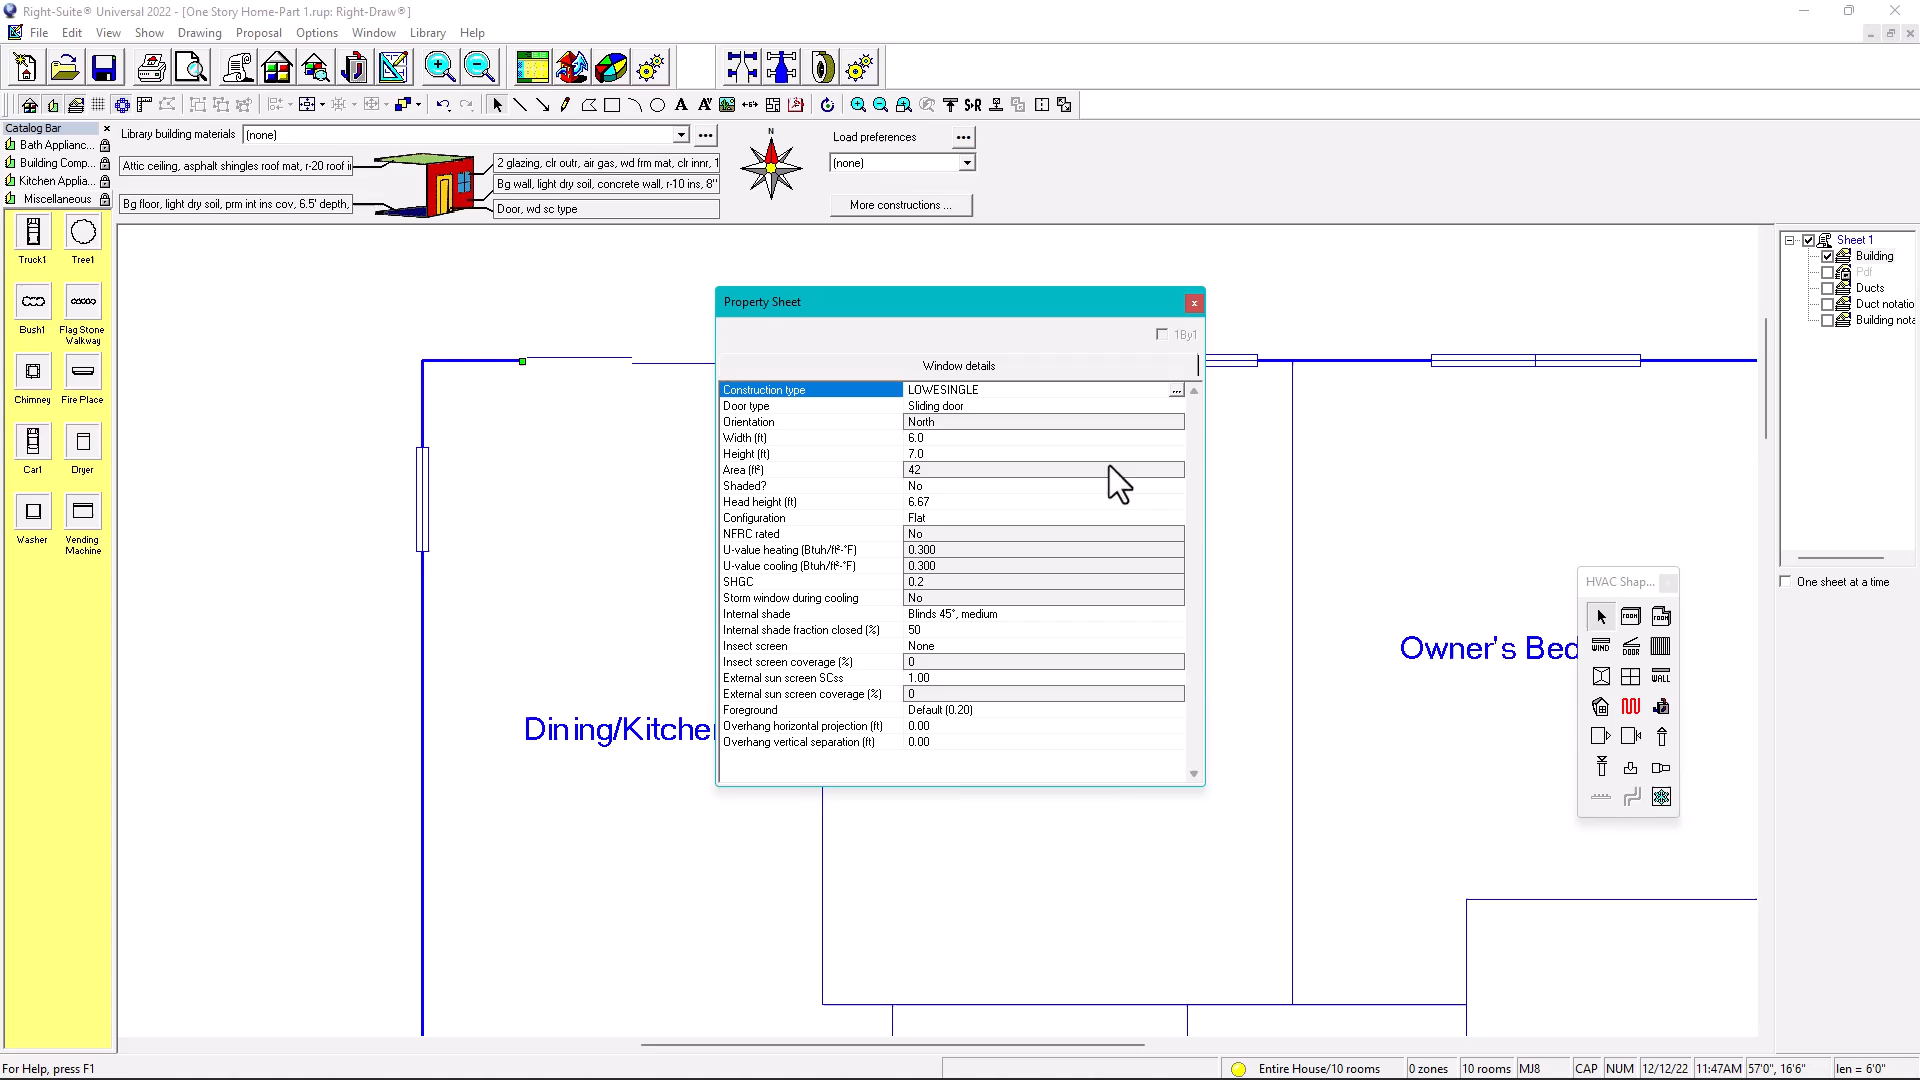 Right-Suite® Universal 2022 - [One Story Home-Part 1.rup: Right-Draw®]
File Edit View Show Drawing Proposal Options Window Library Help
S•R
Catalog Bar
Bath Applianc...
Building Comp...
Kitchen Applia...
Miscellaneous
Library building materials (none)
Attic ceiling, asphalt shingles roof mat, r-20 roof i
Bg floor, light dry soil, prm int ins cov, 6.5' depth,
2 glazing, clr outr, air gas, wd frm mat, clr innr, 1
Bg wall, light dry soil, concrete wall, r-10 ins, 8"
Door, wd sc type
N
Load preferences
(none)
More constructions ...
Truck1 Tree1
Bush1 Flag Stone Walkway
Chimney Fire Place
Car1 Dryer
Washer Vending Machine
Property Sheet
1By1
Window details
Construction type LOWESINGLE
Door type Sliding door
Orientation North
Width (ft) 6.0
Height (ft) 7.0
Area (ft²) 42
Shaded? No
Head height (ft) 6.67
Configuration Flat
NFRC rated No
U-value heating (Btuh/ft²-°F) 0.300
U-value cooling (Btuh/ft²-°F) 0.300
SHGC 0.2
Storm window during cooling No
Internal shade Blinds 45°, medium
Internal shade fraction closed (%) 50
Insect screen None
Insect screen coverage (%) 0
External sun screen SCss 1.00
External sun screen coverage (%) 0
Foreground Default (0.20)
Overhang horizontal projection (ft) 0.00
Overhang vertical separation (ft) 0.00
Dining/Kitche
Owner's Bed
HVAC Shap...
ROOM ROOM
WIND DOOR
WALL
Sheet 1
Building
Pdf
Ducts
Duct notatio
Building nota
One sheet at a time
For Help, press F1
Entire House/10 rooms 0 zones 10 rooms MJ8 CAP NUM 12/12/22 11:47AM 57'0", 16'6" len = 6'0"